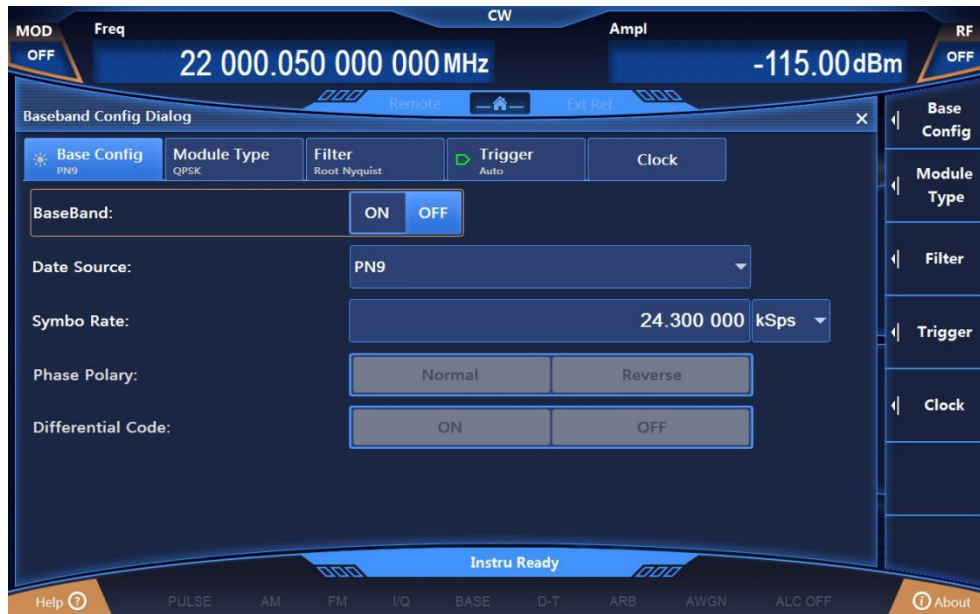 CW
MOD
OFF
Freq
22 000.050 000 000 MHz
Ampl
-115.00 dBm
RF
OFF
Remote
Ext Ref
Baseband Config Dialog
×
Base Config
PN9
Module Type
QPSK
Filter
Root Nyquist
Trigger
Auto
Clock
BaseBand:
ON OFF
Date Source:
PN9
Symbo Rate:
24.300 000 kSps
Phase Polary:
Normal Reverse
Differential Code:
ON OFF
Base
Config
Module
Type
Filter
Trigger
Clock
Instru Ready
Help ?
PULSE AM FM I/Q BASE D-T ARB AWGN ALC OFF
i About